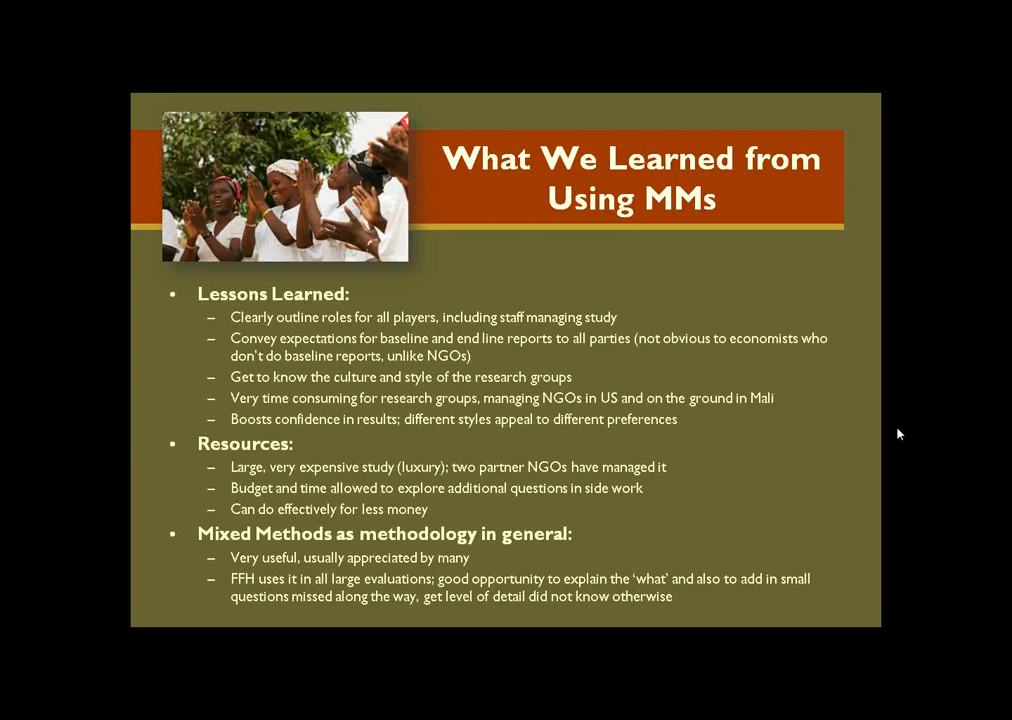 What We Learned from
Using MMs
• Lessons Learned:
– Clearly outline roles for all players, including staff managing study
– Convey expectations for baseline and end line reports to all parties (not obvious to economists who
don't do baseline reports, unlike NGOs)
– Get to know the culture and style of the research groups
– Very time consuming for research groups, managing NGOs in US and on the ground in Mali
– Boosts confidence in results; different styles appeal to different preferences
• Resources:
– Large, very expensive study (luxury); two partner NGOs have managed it
– Budget and time allowed to explore additional questions in side work
– Can do effectively for less money
• Mixed Methods as methodology in general:
– Very useful, usually appreciated by many
– FFH uses it in all large evaluations; good opportunity to explain the ‘what’ and also to add in small
questions missed along the way, get level of detail did not know otherwise